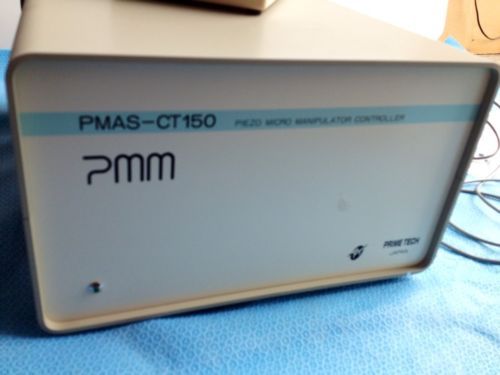 PMAS-CT150 PIEZO MICRO MANIPULATOR CONTROLLER
PMM
PRIME TECH
JAPAN